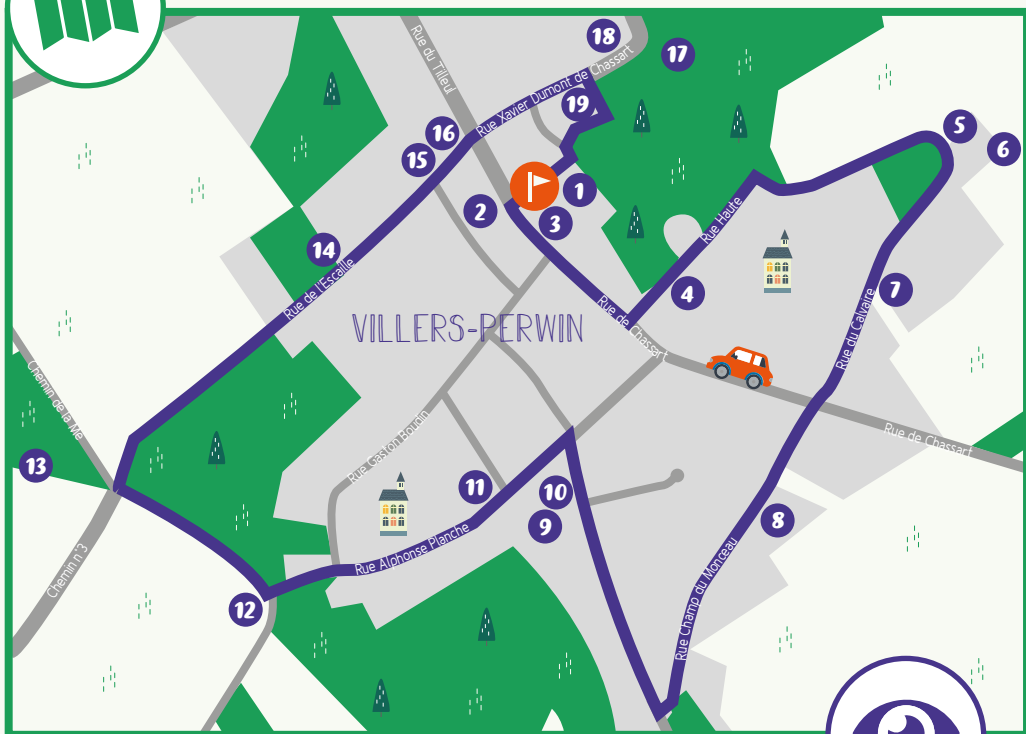 18
17
Rue du Tilleul
Rue Xavier Dumont de Chassart
19
16
15
5
6
1
2
3
Rue Haute
14
Rue de l'Escaille
4
7
VILLERS-PERWIN
Rue de Chassart
Rue du Calvaire
Chemin de la Me
Rue de Chassart
Rue Gaston Boudin
13
11
10
9
8
Rue Alphonse Planche
Chemin n°3
Rue Champ du Monceau
12